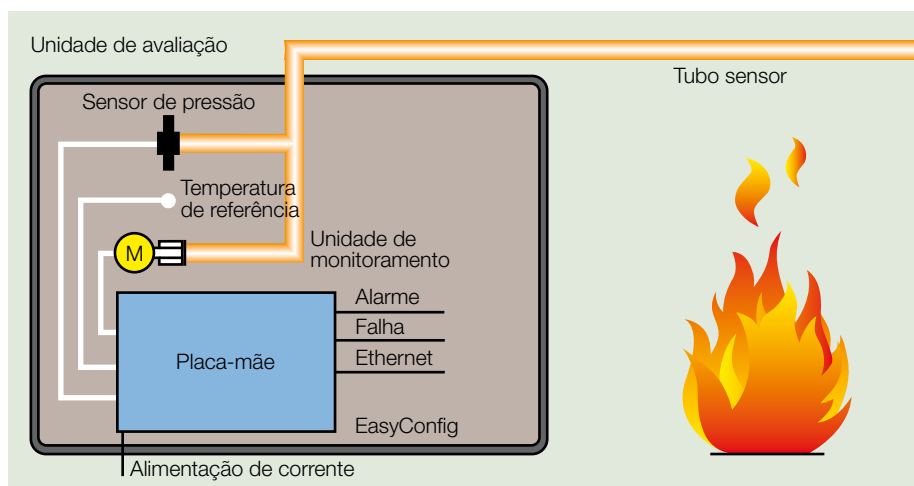 Unidade de avaliação
Tubo sensor
Sensor de pressão
Temperatura
de referência
M
Unidade de
monitoramento
Alarme
Falha
Ethernet
Placa-mãe
EasyConfig
Alimentação de corrente